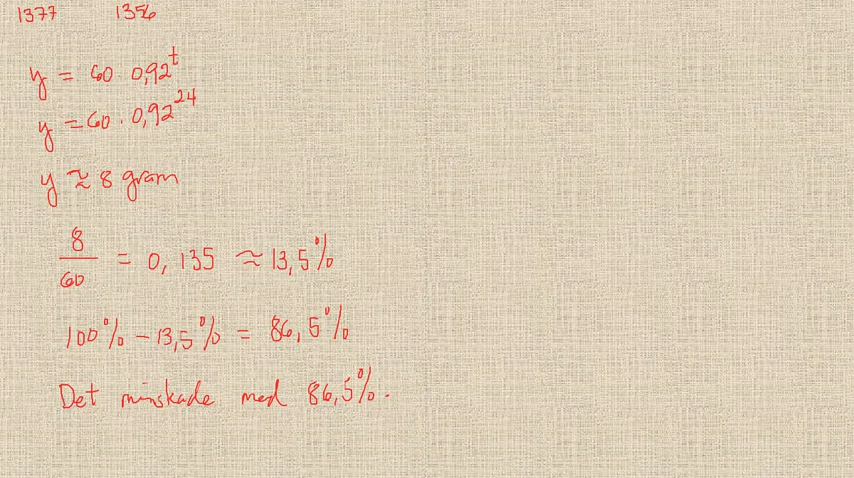 1377 1356
y = 60 · 0,92^t
y = 60 · 0,92^24
y ≈ 8 gram
8/60 = 0,135 ≈ 13,5%
100% - 13,5% = 86,5%
Det minskade med 86,5%.